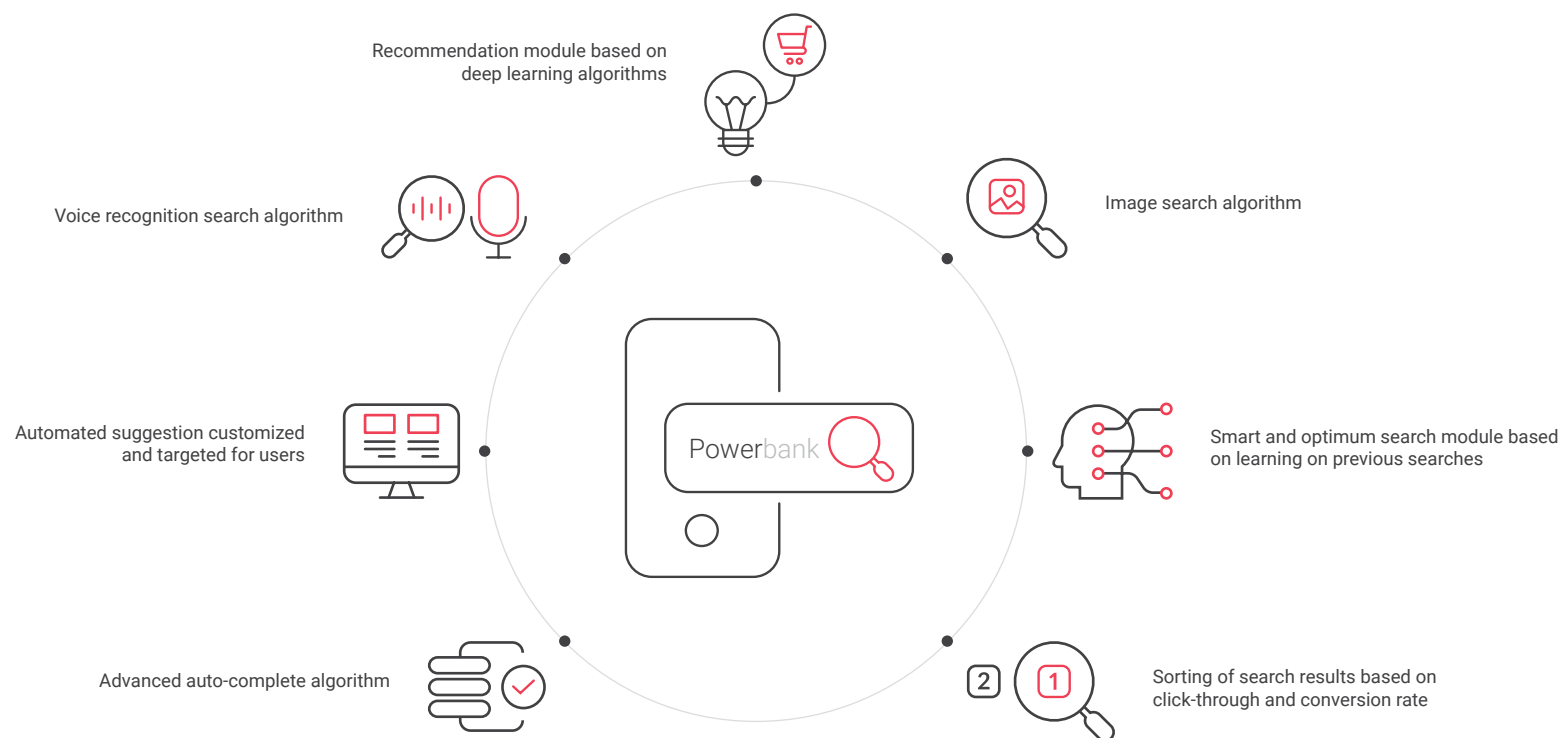 Recommendation module based on
deep learning algorithms
Voice recognition search algorithm
Image search algorithm
Automated suggestion customized
and targeted for users
Powerbank
Smart and optimum search module based
on learning on previous searches
Advanced auto-complete algorithm
2
1
Sorting of search results based on
click-through and conversion rate